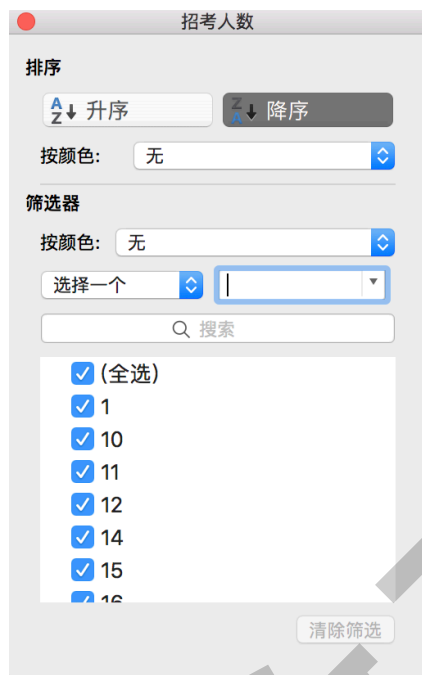 招考人数
排序
升序 降序
按颜色: 无
筛选器
按颜色: 无
选择一个
搜索
(全选)
1
10
11
12
14
15
16
清除筛选